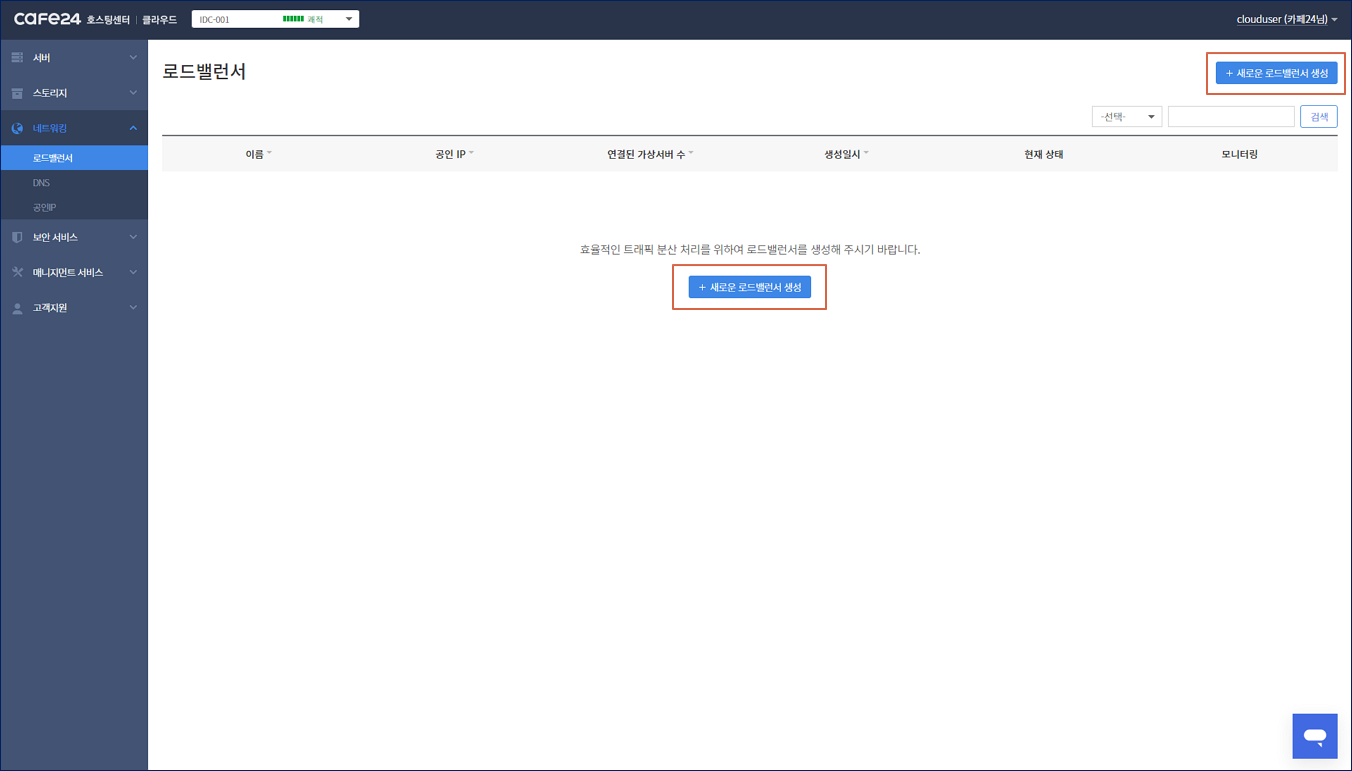 cafe24 호스팅센터 | 클라우드
IDC-001 쾌적
clouduser (카페24님)
서버
스토리지
네트워킹
로드밸런서
DNS
공인IP
보안 서비스
매니지먼트 서비스
고객지원
로드밸런서
+ 새로운 로드밸런서 생성
-선택- 검색
이름 공인 IP 연결된 가상서버 수 생성일시 현재 상태 모니터링
효율적인 트래픽 분산 처리를 위하여 로드밸런서를 생성해 주시기 바랍니다.
+ 새로운 로드밸런서 생성